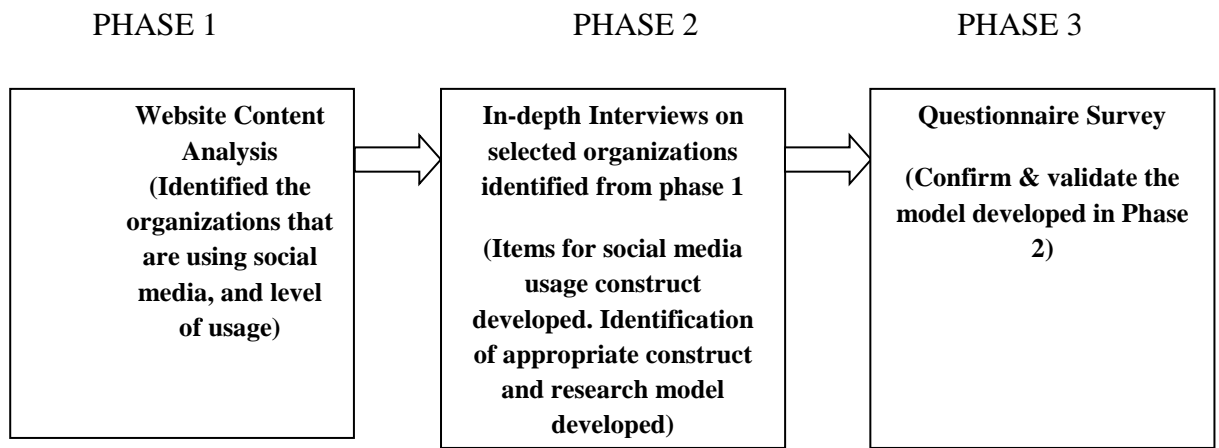 PHASE 1
PHASE 2
PHASE 3
Website Content
Analysis
(Identified the
organizations that
are using social
media, and level
of usage)
In-depth Interviews on
selected organizations
identified from phase 1
(Items for social media
usage construct
developed. Identification
of appropriate construct
and research model
developed)
Questionnaire Survey
(Confirm & validate the
model developed in Phase
2)